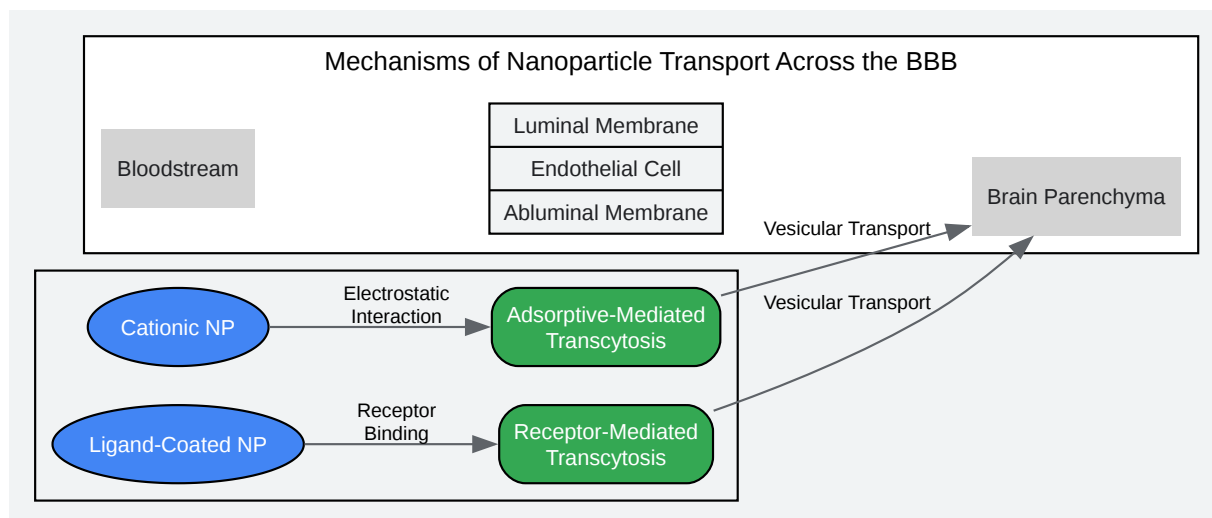 Mechanisms of Nanoparticle Transport Across the BBB
Bloodstream
Luminal Membrane
Endothelial Cell
Abluminal Membrane
Brain Parenchyma
Vesicular Transport
Vesicular Transport
Cationic NP
Electrostatic
Interaction
Adsorptive-Mediated
Transcytosis
Ligand-Coated NP
Receptor
Binding
Receptor-Mediated
Transcytosis